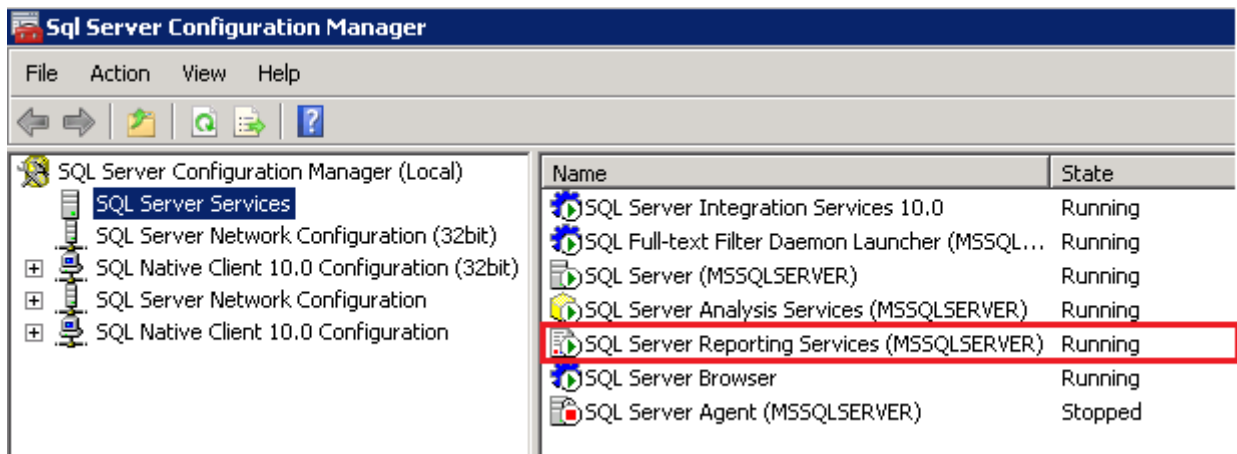 Sql Server Configuration Manager
File Action View Help
SQL Server Configuration Manager (Local)
SQL Server Services
SQL Server Network Configuration (32bit)
SQL Native Client 10.0 Configuration (32bit)
SQL Server Network Configuration
SQL Native Client 10.0 Configuration
Name State
SQL Server Integration Services 10.0 Running
SQL Full-text Filter Daemon Launcher (MSSQL... Running
SQL Server (MSSQLSERVER) Running
SQL Server Analysis Services (MSSQLSERVER) Running
SQL Server Reporting Services (MSSQLSERVER) Running
SQL Server Browser Running
SQL Server Agent (MSSQLSERVER) Stopped